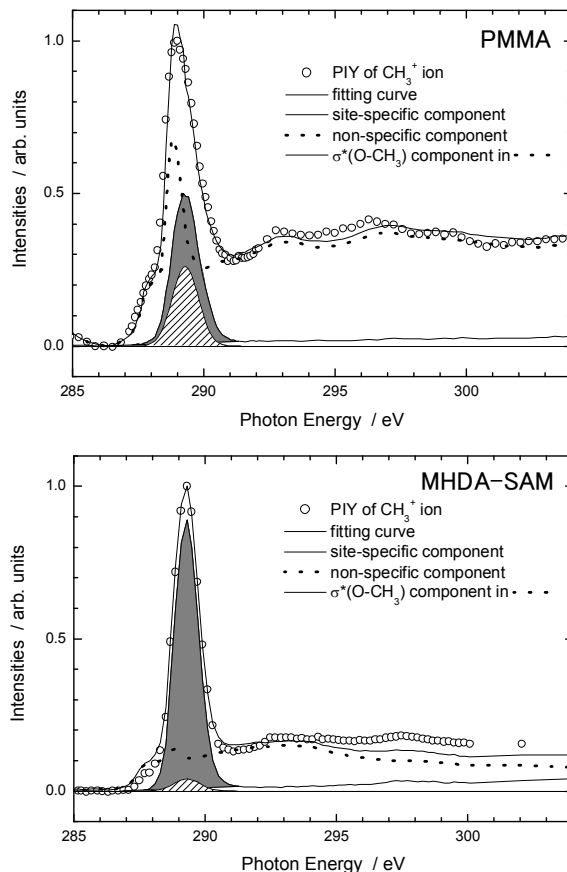 PMMA
PIY of CH₃⁺ ion
fitting curve
site-specific component
non-specific component
σ*(O-CH₃) component in
Intensities / arb. units
1.0
0.5
0.0
285 290 295 300
Photon Energy / eV
MHDA-SAM
PIY of CH₃⁺ ion
fitting curve
site-specific component
non-specific component
σ*(O-CH₃) component in
Intensities / arb. units
1.0
0.5
0.0
285 290 295 300
Photon Energy / eV